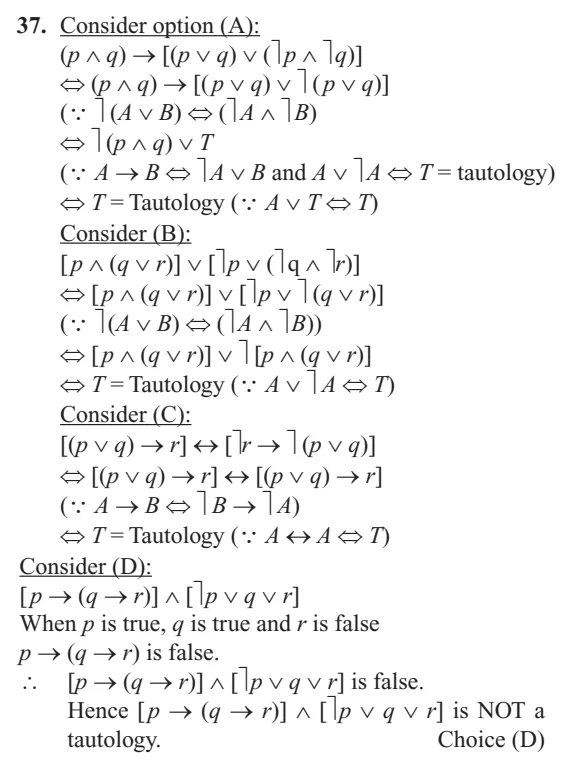 37. Consider option (A):
(p ∧ q) → [(p ∨ q) ∨ (⌉p ∧ ⌉q)]
⇔ (p ∧ q) → [(p ∨ q) ∨ ⌉(p ∨ q)]
(∵ ⌉(A ∨ B) ⇔ (⌉A ∧ ⌉B)
⇔ ⌉(p ∧ q) ∨ T
(∵ A → B ⇔ ⌉A ∨ B and A ∨ ⌉A ⇔ T = tautology)
⇔ T = Tautology (∵ A ∨ T ⇔ T)
Consider (B):
[p ∧ (q ∨ r)] ∨ [⌉p ∨ (⌉q ∧ ⌉r)]
⇔ [p ∧ (q ∨ r)] ∨ [⌉p ∨ ⌉(q ∨ r)]
(∵ ⌉(A ∨ B) ⇔ (⌉A ∧ ⌉B))
⇔ [p ∧ (q ∨ r)] ∨ ⌉[p ∧ (q ∨ r)]
⇔ T = Tautology (∵ A ∨ ⌉A ⇔ T)
Consider (C):
[(p ∨ q) → r] ↔ [⌉r → ⌉(p ∨ q)]
⇔ [(p ∨ q) → r] ↔ [(p ∨ q) → r]
(∵ A → B ⇔ ⌉B → ⌉A)
⇔ T = Tautology (∵ A ↔ A ⇔ T)
Consider (D):
[p → (q → r)] ∧ [⌉p ∨ q ∨ r]
When p is true, q is true and r is false
p → (q → r) is false.
∴ [p → (q → r)] ∧ [⌉p ∨ q ∨ r] is false.
Hence [p → (q → r)] ∧ [⌉p ∨ q ∨ r] is NOT a
tautology. Choice (D)